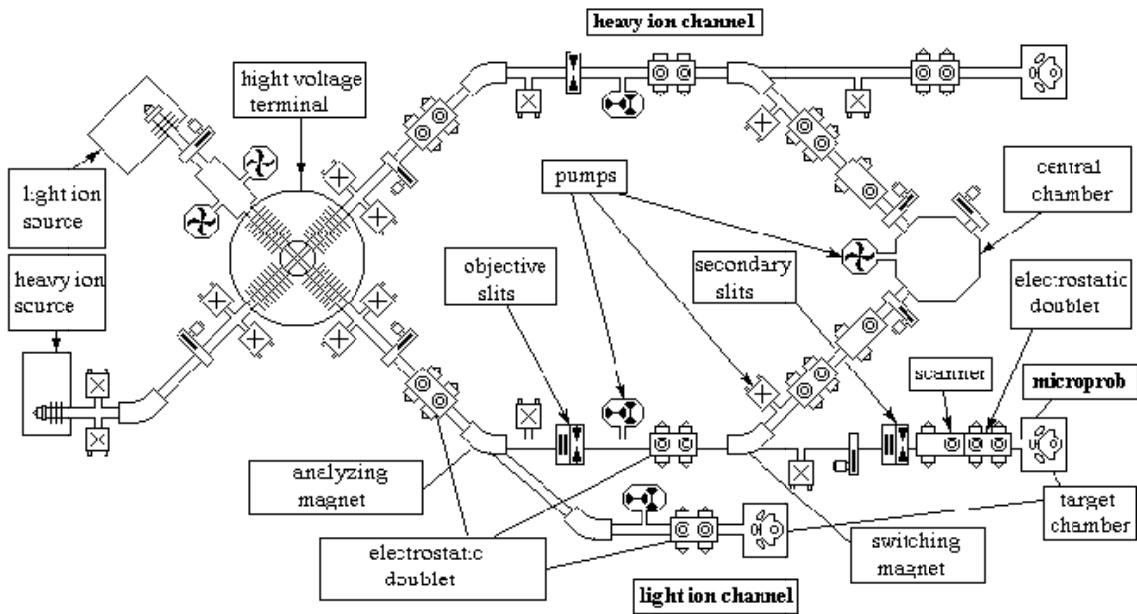 heavy ion channel
hight voltage
terminal
light ion
source
heavy ion
source
pumps
central
chamber
objective
slits
secondary
slits
electrostatic
doublet
scanner
microprob
analyzing
magnet
target
chamber
electrostatic
doublet
switching
magnet
light ion channel